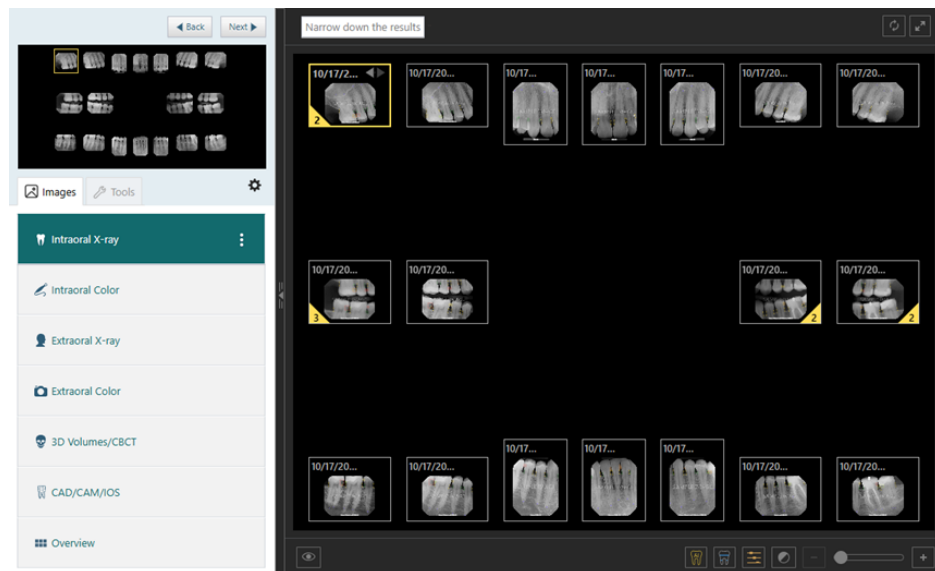 Back Next
Narrow down the results
10/17/2... 10/17/20... 10/17... 10/17... 10/17... 10/17/20... 10/17/20...
2
Images Tools
Intraoral X-ray
Intraoral Color
Extraoral X-ray
Extraoral Color
3D Volumes/CBCT
CAD/CAM/IOS
Overview
10/17/20... 10/17/20... 10/17/20... 10/17/20...
3 2 2
10/17/20... 10/17/20... 10/17... 10/17... 10/17... 10/17/20... 10/17/20...